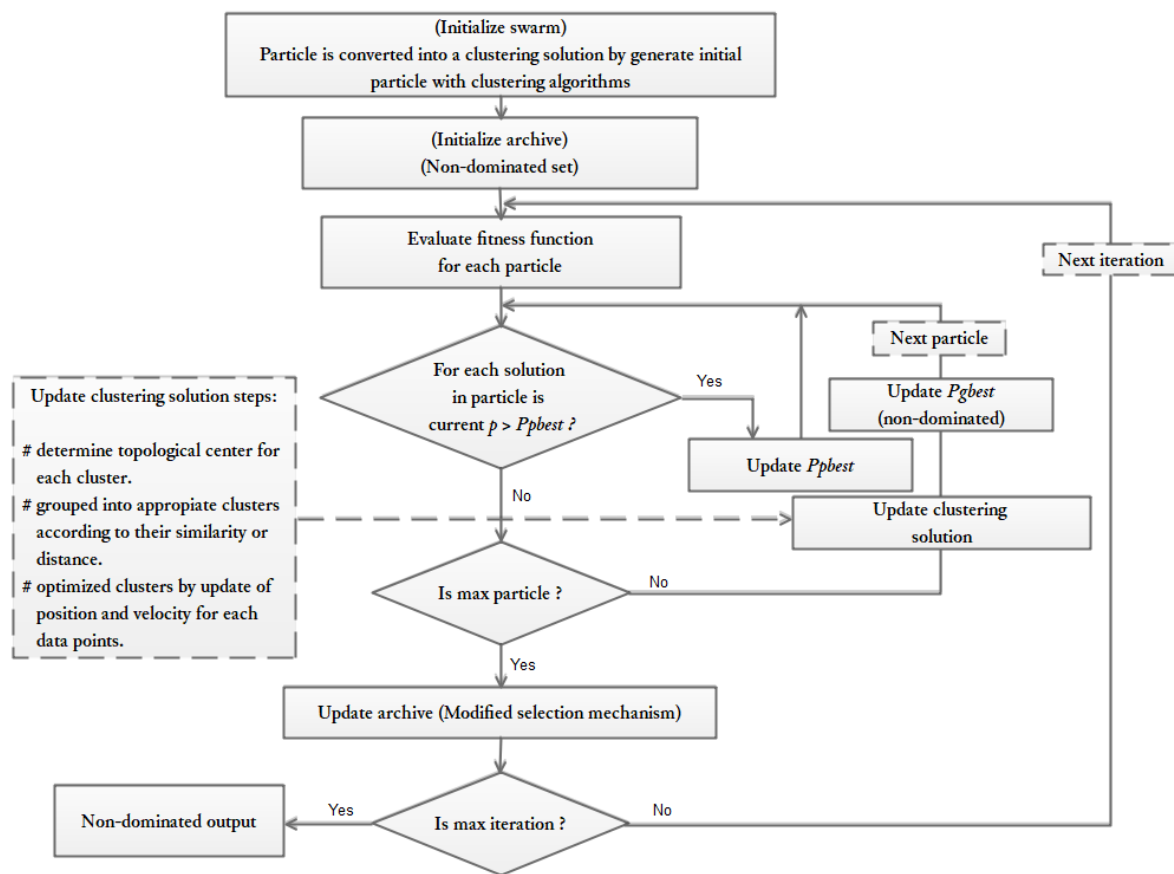 (Initialize swarm)
Particle is converted into a clustering solution by generate initial
particle with clustering algorithms
(Initialize archive)
(Non-dominated set)
Evaluate fitness function
for each particle
Next iteration
Next particle
For each solution
in particle is
current p > Ppbest ?
Yes
Update Pgbest
(non-dominated)
Update Ppbest
No
Update clustering solution steps:
# determine topological center for
each cluster.
# grouped into appropiate clusters
according to their similarity or
distance.
# optimized clusters by update of
position and velocity for each
data points.
Update clustering
solution
Is max particle ?
No
Yes
Update archive (Modified selection mechanism)
Non-dominated output
Yes
Is max iteration ?
No